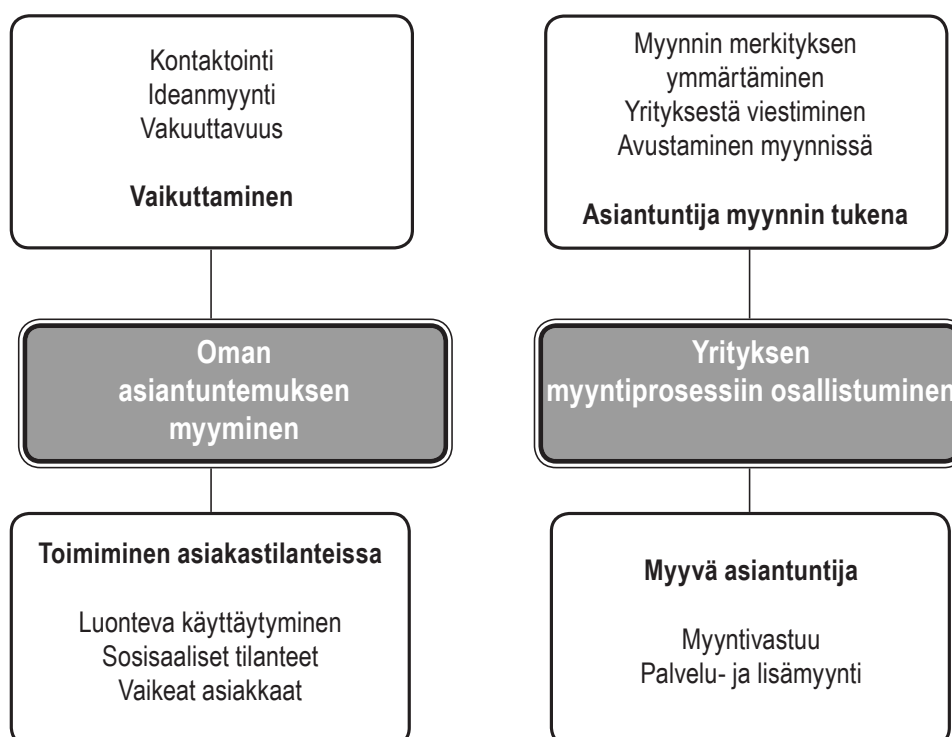 Kontaktointi
Ideanmyynti
Vakuuttavuus
Vaikuttaminen
Oman
asiantuntemuksen
myyminen
Toimiminen asiakastilanteissa
Luonteva käyttäytyminen
Sosisaaliset tilanteet
Vaikeat asiakkaat
Myynnin merkityksen
ymmärtäminen
Yrityksestä viestiminen
Avustaminen myynnissä
Asiantuntija myynnin tukena
Yrityksen
myyntiprosessiin osallistuminen
Myyvä asiantuntija
Myyntivastuu
Palvelu- ja lisämyynti